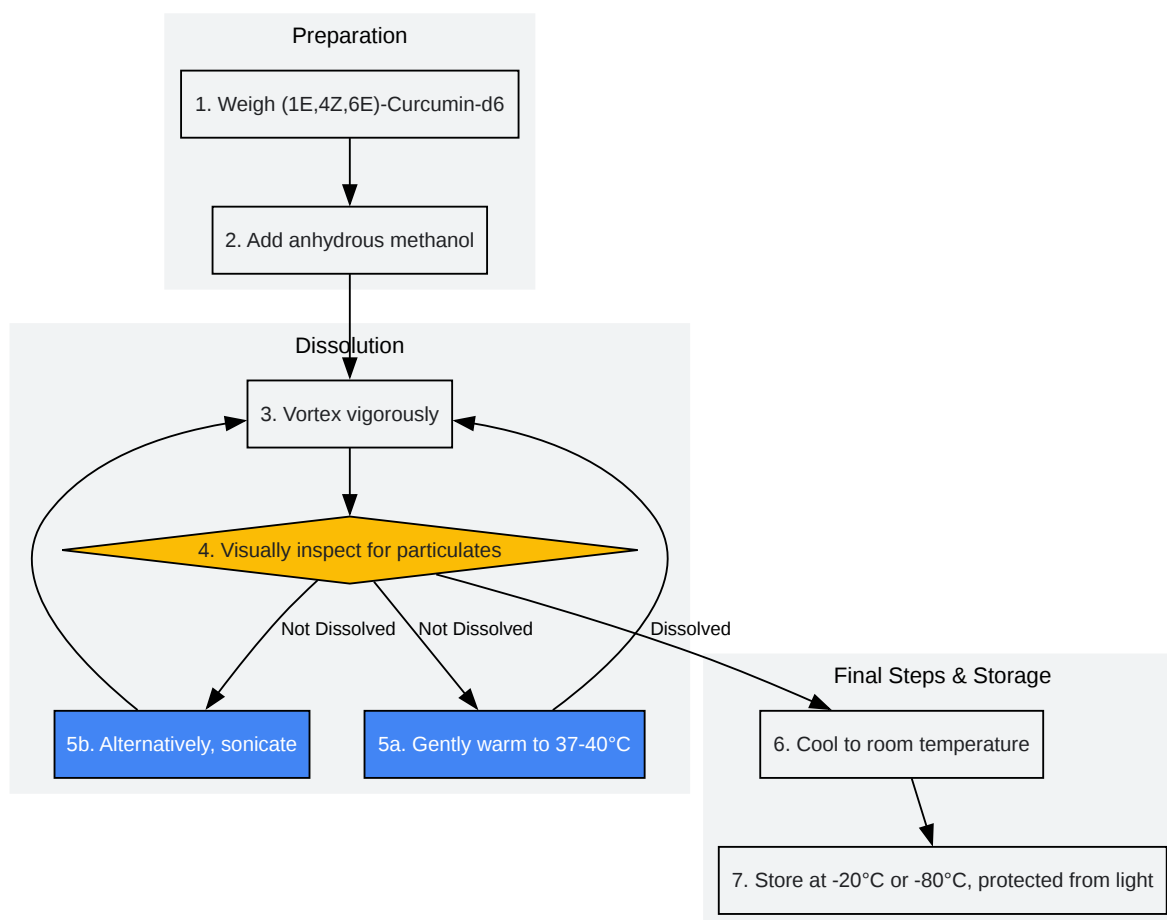 Preparation
1. Weigh (1E,4Z,6E)-Curcumin-d6
2. Add anhydrous methanol
Dissolution
3. Vortex vigorously
4. Visually inspect for particulates
Not Dissolved
Not Dissolved
Dissolved
5b. Alternatively, sonicate
5a. Gently warm to 37-40°C
Final Steps & Storage
6. Cool to room temperature
7. Store at -20°C or -80°C, protected from light